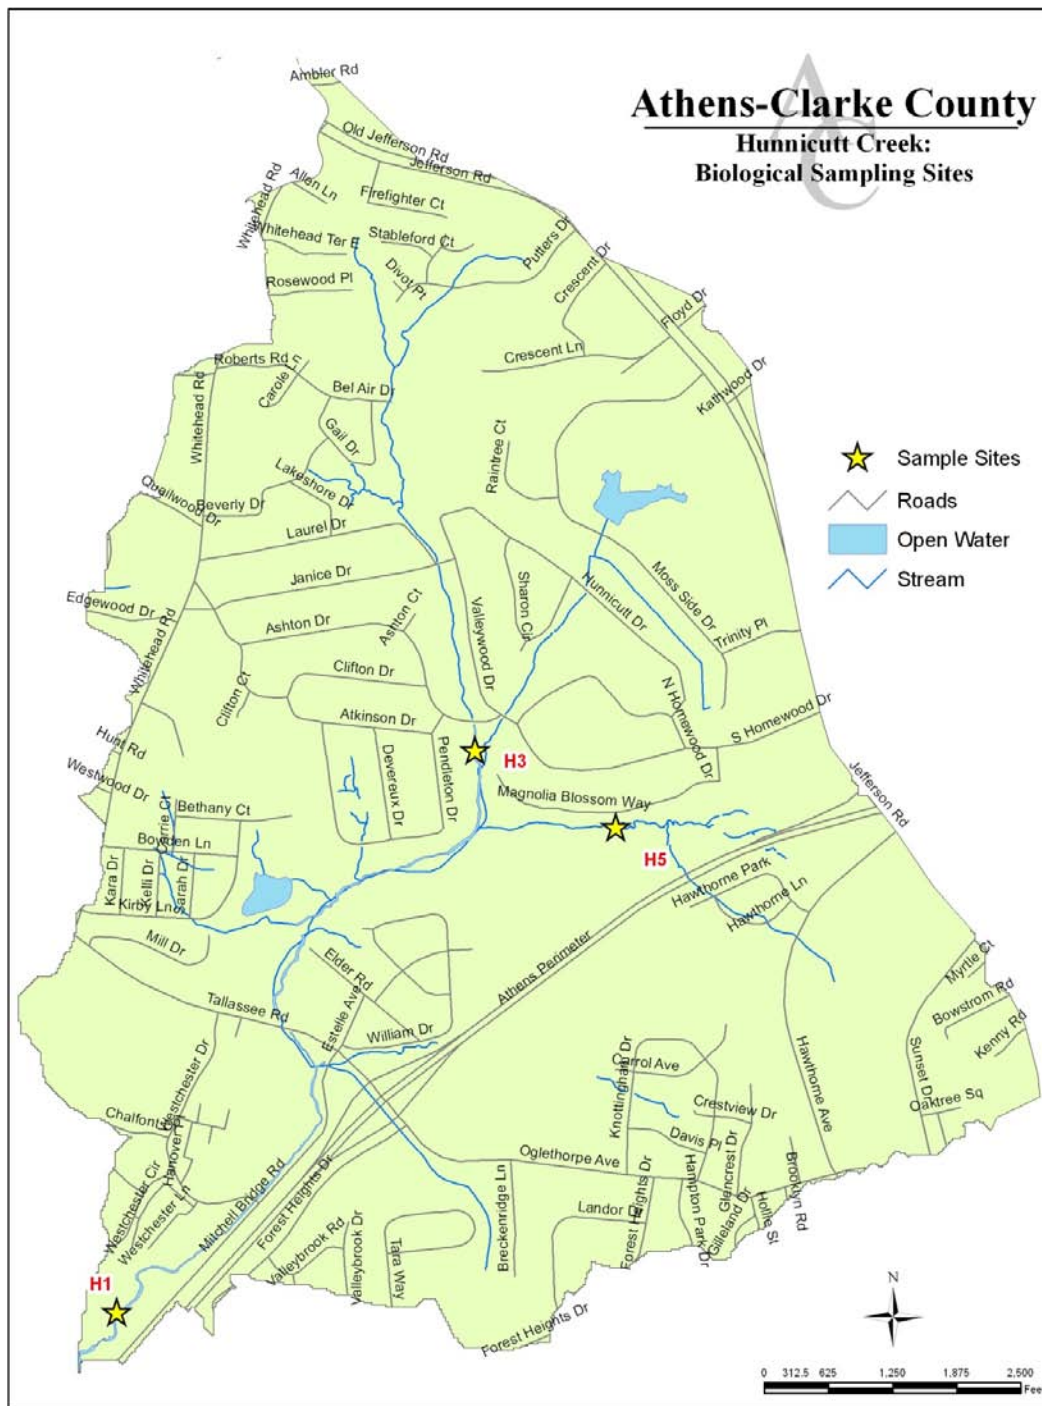 Athens-Clarke County
Hunnicutt Creek:
Biological Sampling Sites
Ambler Rd
Old Jefferson Rd
Jefferson Rd
Whitehead Rd
Allen Ln
Firefighter Ct
Whitehead Ter E
Stableford Ct
Putters Dr
Rosewood Pl
Divot Pt
Crescent Dr
Floyd Dr
Crescent Ln
Roberts Rd
Carole Ln
Bel Air Dr
Kathwood Dr
Whitehead Rd
Gail Dr
Raintree Ct
Sample Sites
Quailwood Dr
Beverly Dr
Lakeshore Dr
Roads
Laurel Dr
Open Water
Janice Dr
Sharon Cir
Hunnicutt Dr
Moss Side Dr
Stream
Edgewood Dr
Whitehead Rd
Ashton Dr
Ashton Ct
Valleywood Dr
Trinity Pl
Clifton Ct
Clifton Dr
N Homewood Dr
S Homewood Dr
Atkinson Dr
Hunt Rd
Devereux Dr
Pendleton Dr
H3
Westwood Dr
Magnolia Blossom Way
Jefferson Rd
Carrie Ct
Bethany Ct
Boyden Ln
H5
Kara Dr
Kelli Dr
Sarah Dr
Hawthorne Park
Hawthorne Ln
Kirby Ln
Mill Dr
Elder Rd
Athens Perimeter
Myrtle Ct
Tallassee Rd
Estelle Ave
William Dr
Bowstrom Rd
Kenny Rd
Westchester Dr
Knottingham Dr
Carrol Ave
Hawthorne Ave
Sunset Dr
Oaktree Sq
Chalfont Pl
Hanover Pl
Crestview Dr
Davis Pl
Oglethorpe Ave
Glencrest Dr
Brooklyn Rd
Westchester Cir
Westchester Ln
Mitchell Bridge Rd
Forest Heights Dr
Breckenridge Ln
Landor Dr
Forest Heights Dr
Hampton Park Dr
Gilleland Dr
Hollie St
Valleybrook Rd
Valleybrook Dr
Tara Way
H1
Forest Heights Dr
N
0 312.5 625 1,250 1,875 2,500
Fee